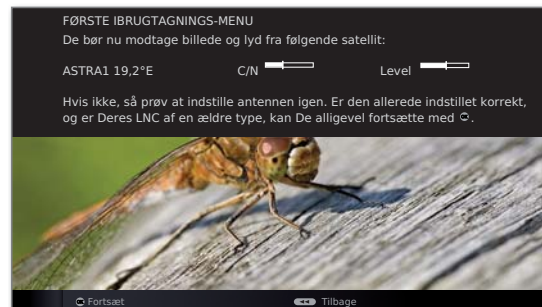 FØRSTE IBRUGTAGNINGS-MENU
De bør nu modtage billede og lyd fra følgende satellit:
ASTRA1 19,2°E C/N Level
Hvis ikke, så prøv at indstille antennen igen. Er den allerede indstillet korrekt,
og er Deres LNC af en ældre type, kan De alligevel fortsætte med .
Fortsæt Tilbage